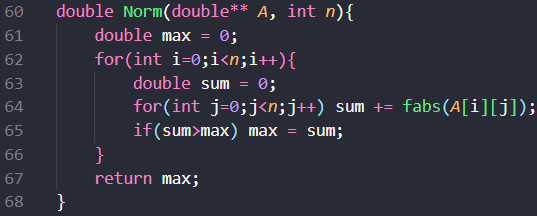 60 double Norm(double** A, int n){
61     double max = 0;
62     for(int i=0;i<n;i++){
63         double sum = 0;
64         for(int j=0;j<n;j++) sum += fabs(A[i][j]);
65         if(sum>max) max = sum;
66     }
67     return max;
68 }